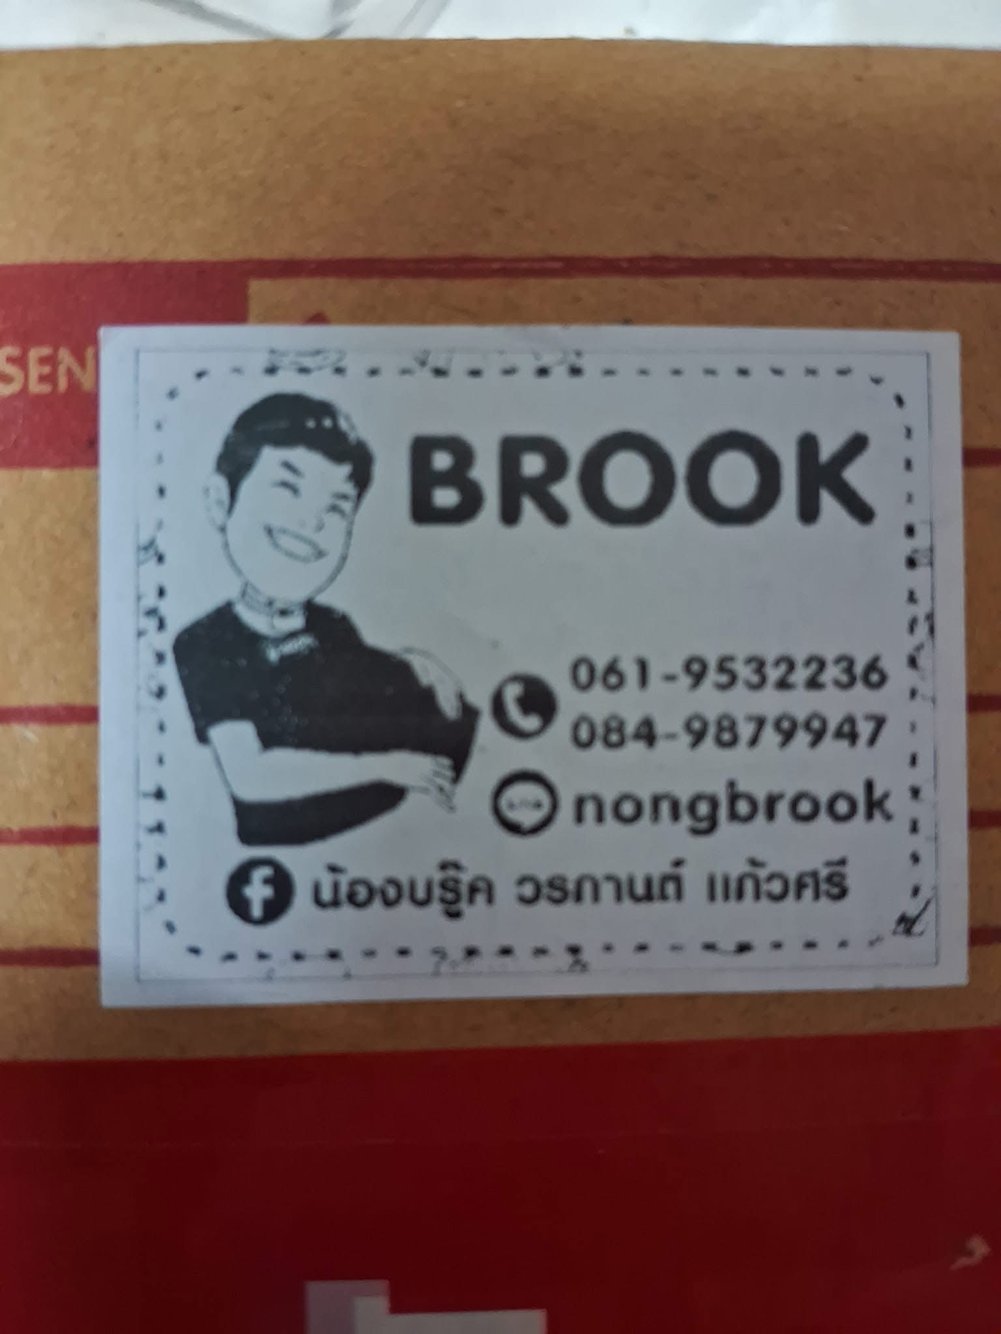 SEN
BROOK
061-9532236
084-9879947
nongbrook
น้องบรู๊ค วรกานต์ แก้วศรี